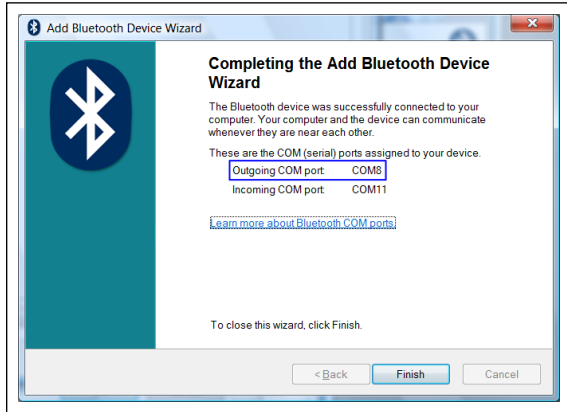 Add Bluetooth Device Wizard
Completing the Add Bluetooth Device
Wizard
The Bluetooth device was successfully connected to your
computer. Your computer and the device can communicate
whenever they are near each other.
These are the COM (serial) ports assigned to your device.
Outgoing COM port: COM8
Incoming COM port: COM11
Learn more about Bluetooth COM ports.
To close this wizard, click Finish.
< Back Finish Cancel